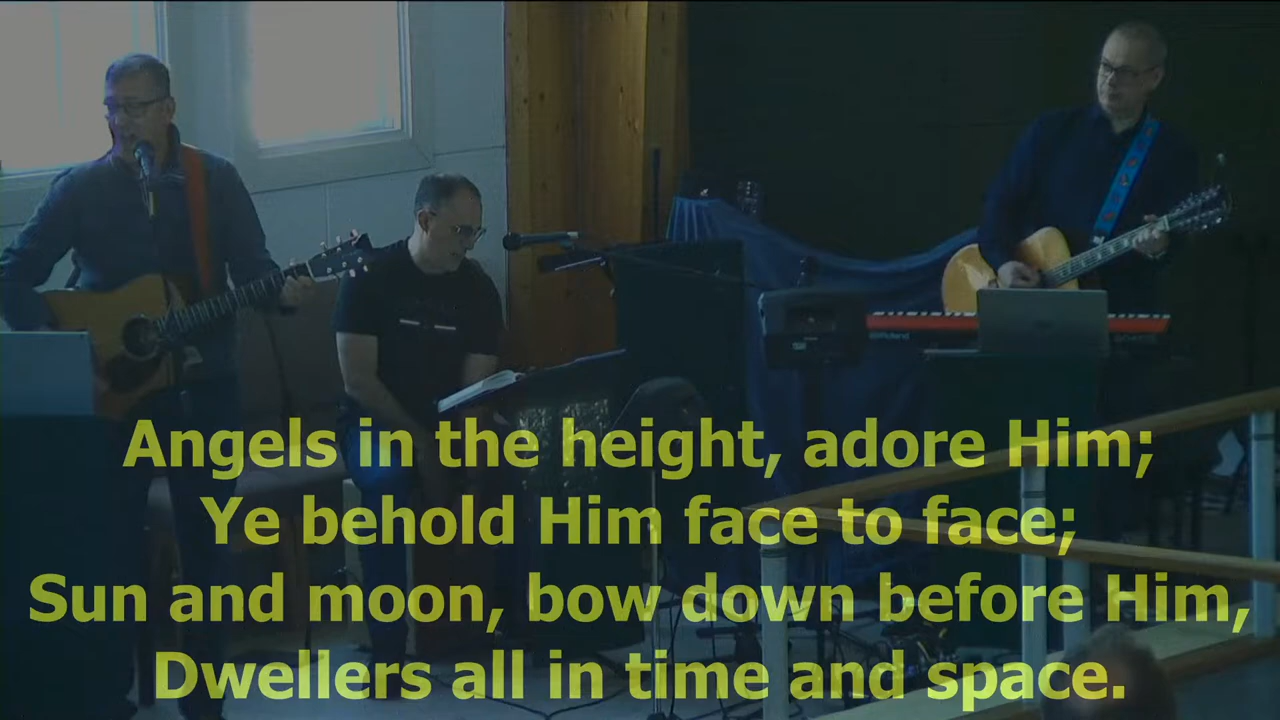 Angels in the height, adore Him;
Ye behold Him face to face;
Sun and moon, bow down before Him,
Dwellers all in time and space.
Roland